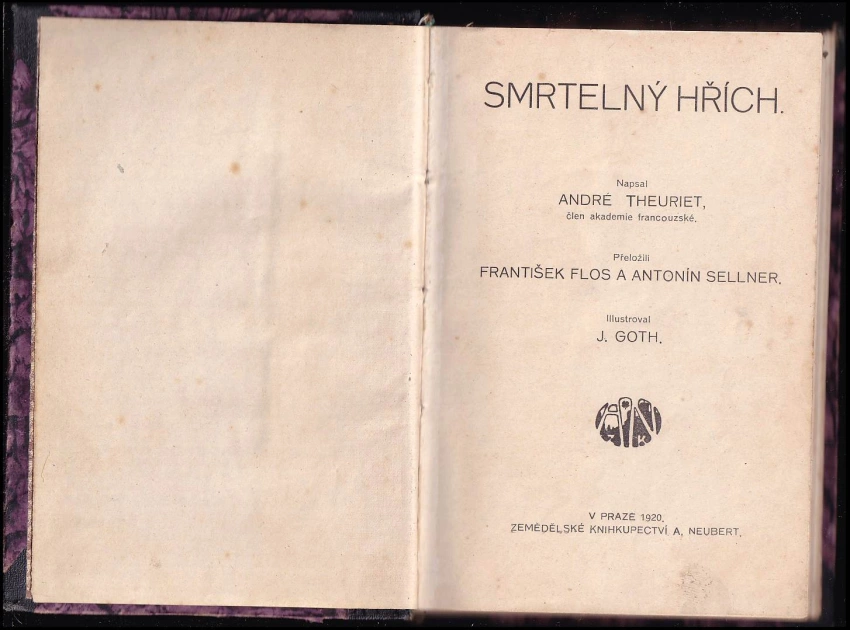 SMRTELNÝ HŘÍCH.
Napsal
ANDRÉ THEURIET,
člen akademie francouzské.
Přeložili
FRANTIŠEK FLOS A ANTONÍN SELLNER.
Illustroval
J. GOTH.
Z K
V PRAZE 1920.
ZEMĚDĚLSKÉ KNIHKUPECTVÍ A. NEUBERT.